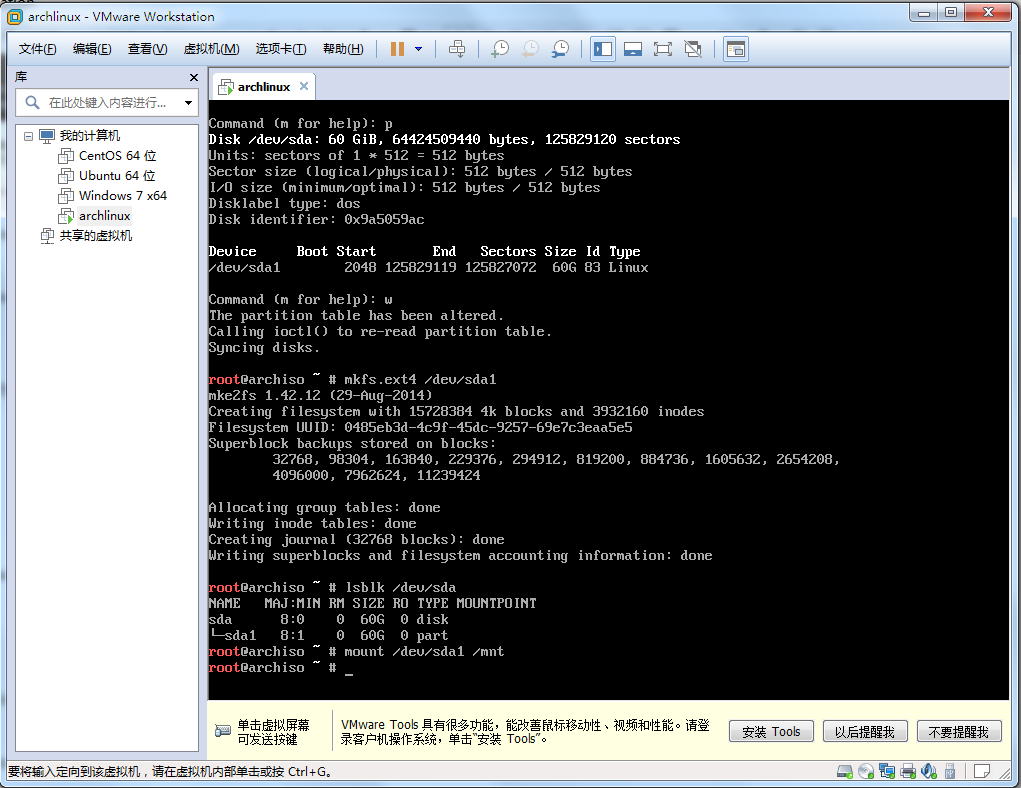 archlinux - VMware Workstation
文件(F) 编辑(E) 查看(V) 虚拟机(M) 选项卡(T) 帮助(H)
库
在此处键入内容进行...
我的计算机
CentOS 64 位
Ubuntu 64 位
Windows 7 x64
archlinux
共享的虚拟机
archlinux
Command (m for help): p
Disk /dev/sda: 60 GiB, 64424509440 bytes, 125829120 sectors
Units: sectors of 1 * 512 = 512 bytes
Sector size (logical/physical): 512 bytes / 512 bytes
I/O size (minimum/optimal): 512 bytes / 512 bytes
Disklabel type: dos
Disk identifier: 0x9a5059ac
Device     Boot Start       End   Sectors Size Id Type
/dev/sda1        2048 125829119 125827072  60G 83 Linux
Command (m for help): w
The partition table has been altered.
Calling ioctl() to re-read partition table.
Syncing disks.
root@archiso ~ # mkfs.ext4 /dev/sda1
mke2fs 1.42.12 (29-Aug-2014)
Creating filesystem with 15728384 4k blocks and 3932160 inodes
Filesystem UUID: 0485eb3d-4c9f-45dc-9257-69e7c3eaa5e5
Superblock backups stored on blocks:
32768, 98304, 163840, 229376, 294912, 819200, 884736, 1605632, 2654208,
4096000, 7962624, 11239424
Allocating group tables: done
Writing inode tables: done
Creating journal (32768 blocks): done
Writing superblocks and filesystem accounting information: done
root@archiso ~ # lsblk /dev/sda
NAME   MAJ:MIN RM SIZE RO TYPE MOUNTPOINT
sda      8:0    0  60G  0 disk
└─sda1   8:1    0  60G  0 part
root@archiso ~ # mount /dev/sda1 /mnt
root@archiso ~ # _
单击虚拟屏幕
可发送按键
VMware Tools 具有很多功能，能改善鼠标移动性、视频和性能。请登
录客户机操作系统，单击“安装 Tools”。
安装 Tools
以后提醒我
不要提醒我
要将输入定向到该虚拟机，请在虚拟机内部单击或按 Ctrl+G。